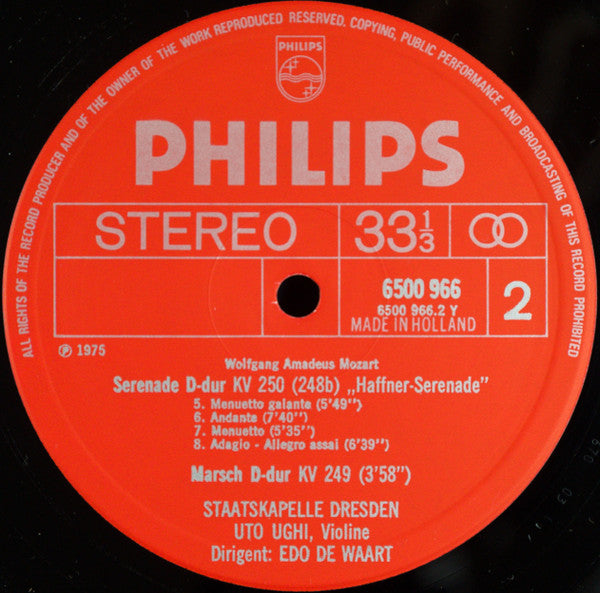 ALL RIGHTS OF THE RECORD PRODUCER AND OF THE OWNER OF THE WORK REPRODUCED RESERVED. COPYING, PUBLIC PERFORMANCE AND BROADCASTING OF THIS RECORD PROHIBITED
PHILIPS
PHILIPS
STEREO 33 1/3
6500 966
6500 966.2 Y
MADE IN HOLLAND
2
℗ 1975
Wolfgang Amadeus Mozart
Serenade D-dur KV 250 (248b) „Haffner-Serenade"
5. Menuetto galante (5'49'')
6. Andante (7'40'')
7. Menuetto (5'35'')
8. Adagio - Allegro assai (6'39'')
Marsch D-dur KV 249 (3'58'')
STAATSKAPELLE DRESDEN
UTO UGHI, Violine
Dirigent: EDO DE WAART